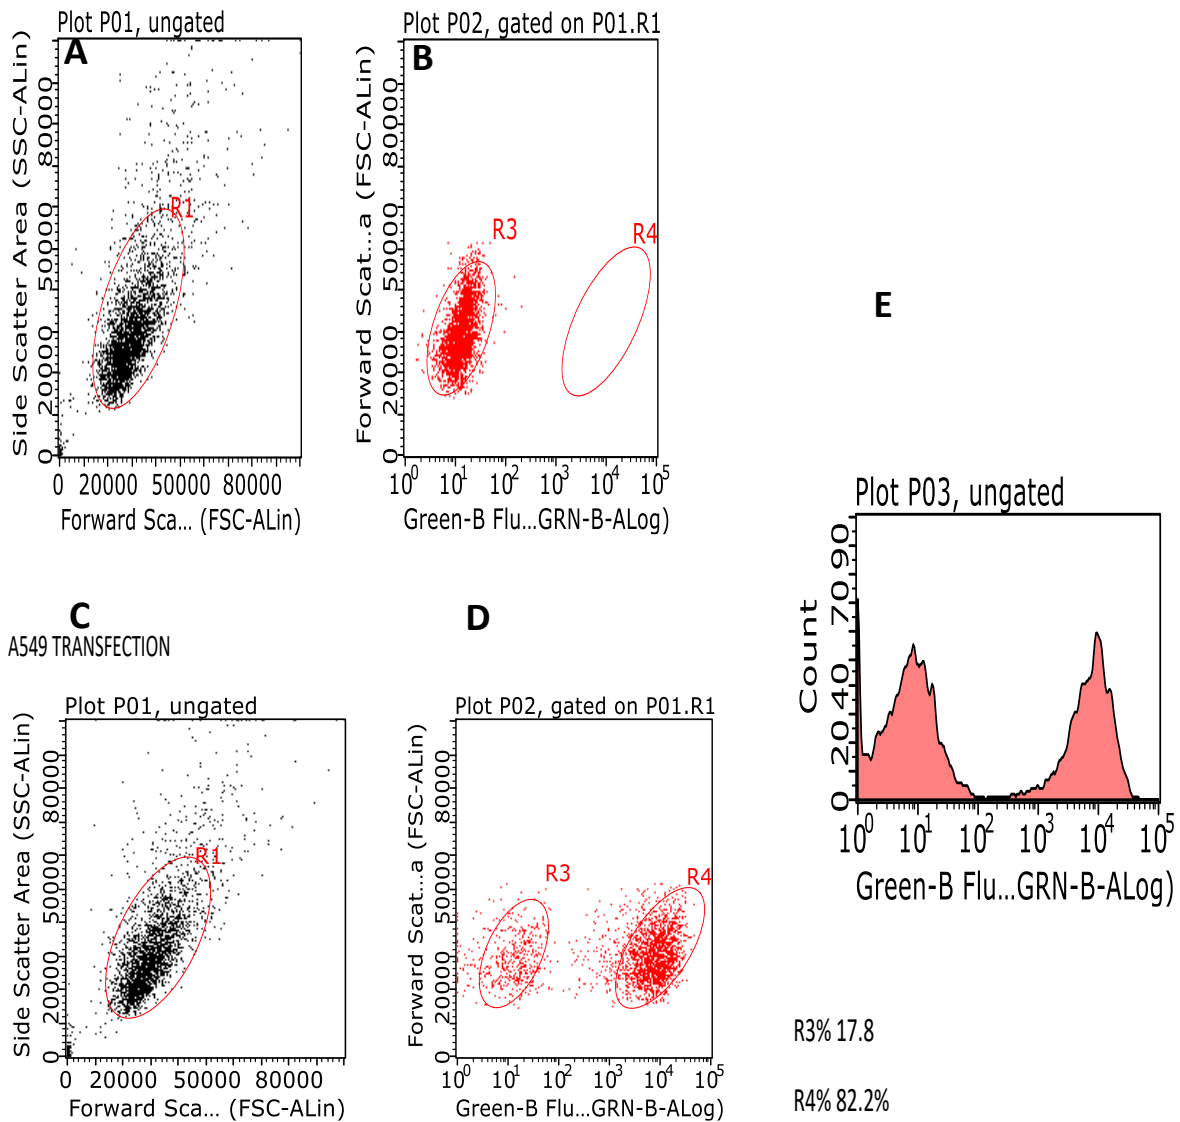 Plot P01, ungated
A
R1
Side Scatter Area (SSC-ALin)
0 20000 50000 80000
0 20000 50000 80000
Forward Sca... (FSC-ALin)
Plot P02, gated on P01.R1
B
R3
R4
Forward Scat...a (FSC-ALin)
0 20000 50000 80000
10^0 10^1 10^2 10^3 10^4 10^5
Green-B Flu...GRN-B-ALog)
C
A549 TRANSFECTION
Plot P01, ungated
R1
Side Scatter Area (SSC-ALin)
0 20000 50000 80000
0 20000 50000 80000
Forward Sca... (FSC-ALin)
D
Plot P02, gated on P01.R1
R3
R4
Forward Scat...a (FSC-ALin)
0 20000 50000 80000
10^0 10^1 10^2 10^3 10^4 10^5
Green-B Flu...GRN-B-ALog)
E
Plot P03, ungated
Count
0 20 40 70 90
10^0 10^1 10^2 10^3 10^4 10^5
Green-B Flu...GRN-B-ALog)
R3% 17.8
R4% 82.2%